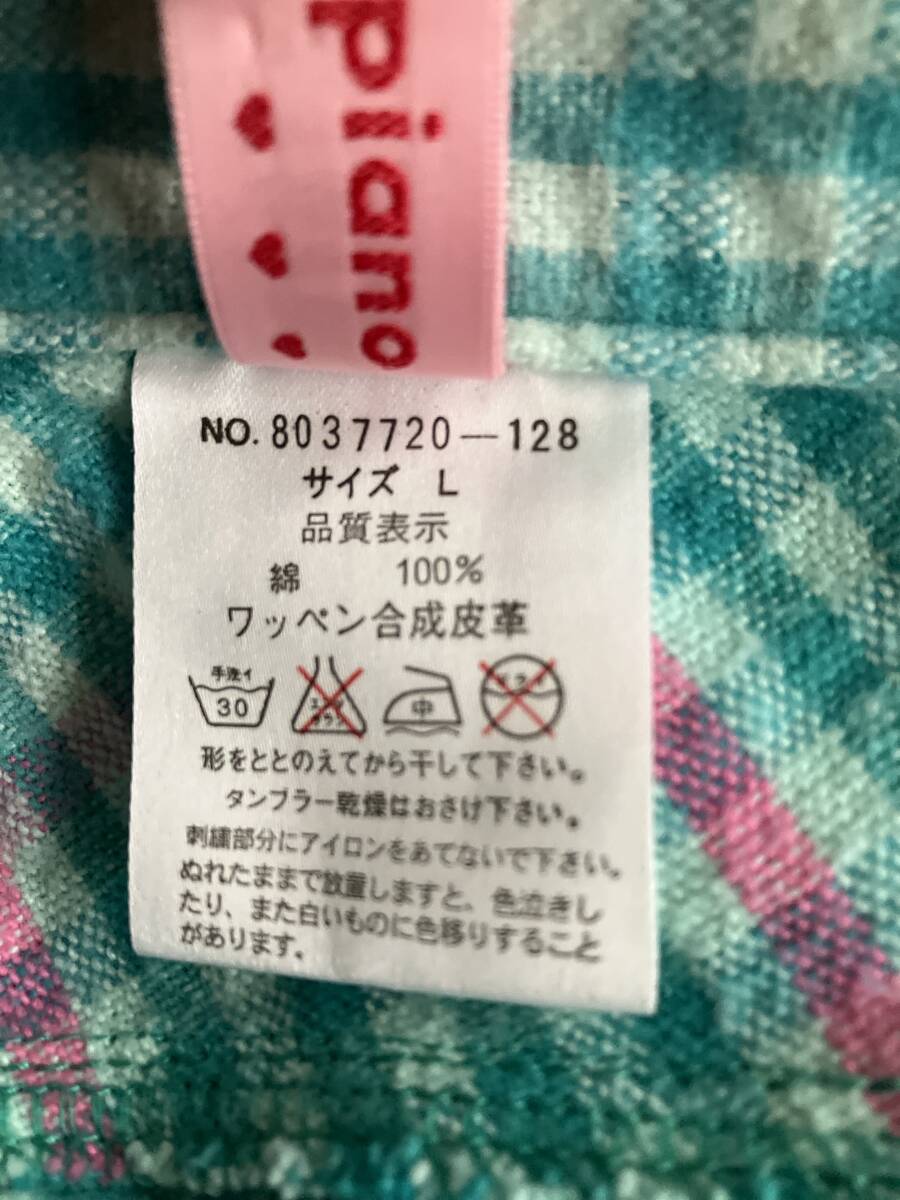 piano
NO. 8037720—128
サイズ L
品質表示
綿 100%
ワッペン合成皮革
手洗イ
30
中
形をととのえてから干して下さい。
タンブラー乾燥はおさけ下さい。
刺繍部分にアイロンをあてないで下さい。
ぬれたままで放置しますと、色泣きし
たり、また白いものに色移りすること
があります。